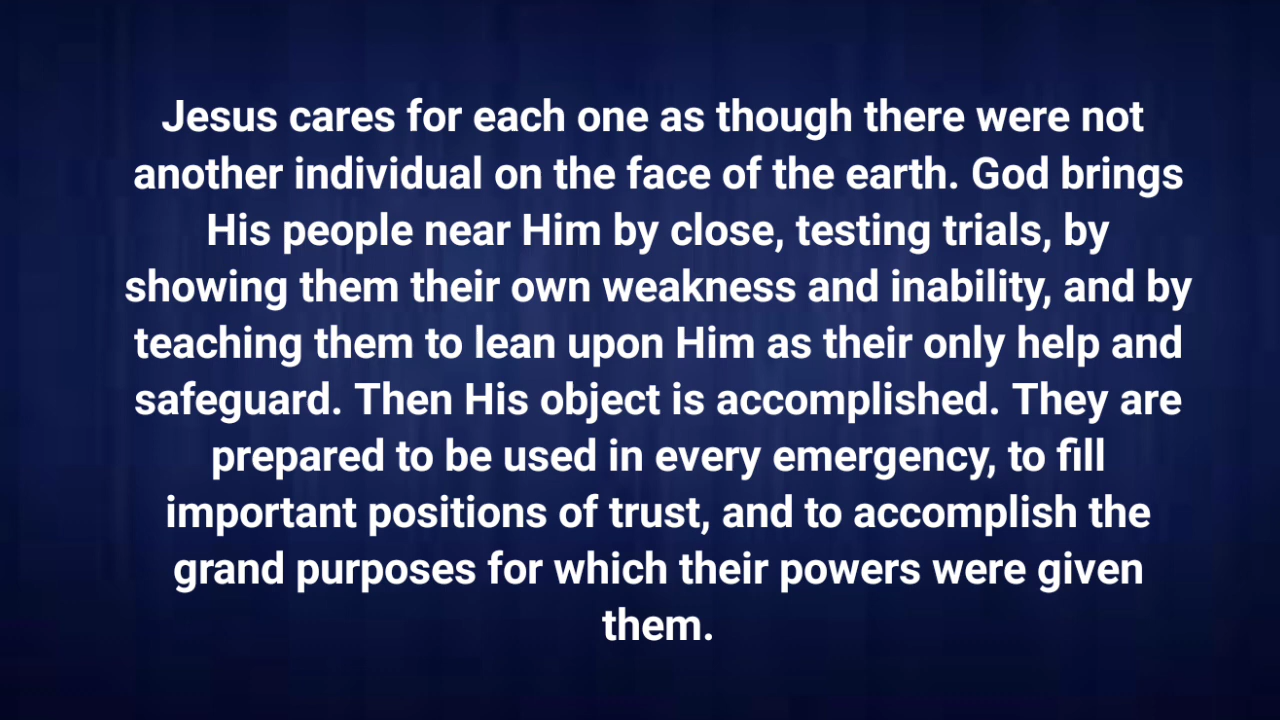 Jesus cares for each one as though there were not
another individual on the face of the earth. God brings
His people near Him by close, testing trials, by
showing them their own weakness and inability, and by
teaching them to lean upon Him as their only help and
safeguard. Then His object is accomplished. They are
prepared to be used in every emergency, to fill
important positions of trust, and to accomplish the
grand purposes for which their powers were given
them.